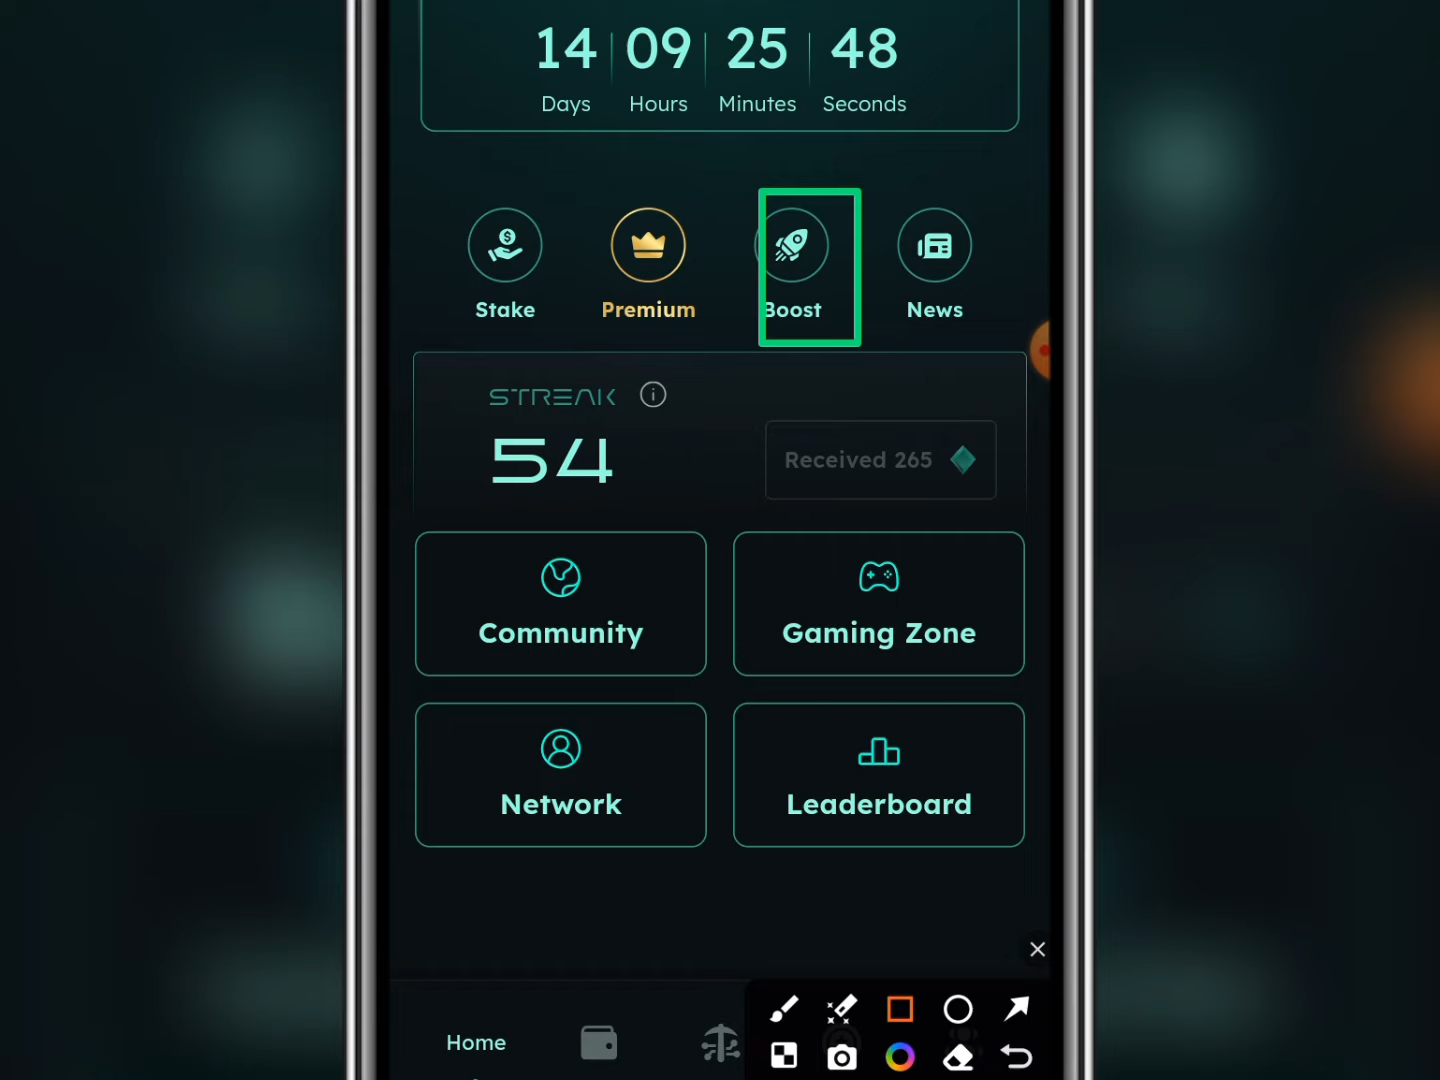 14 09 25 48
Days Hours Minutes Seconds
Stake Premium Boost News
STREAK
54
Received 265
Community Gaming Zone
Network Leaderboard
Home